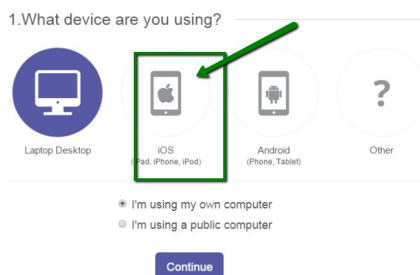 1.What device are you using?
?
Laptop Desktop
iOS
(iPad, iPhone, iPod)
Android
(Phone, Tablet)
Other
I'm using my own computer
I'm using a public computer
Continue